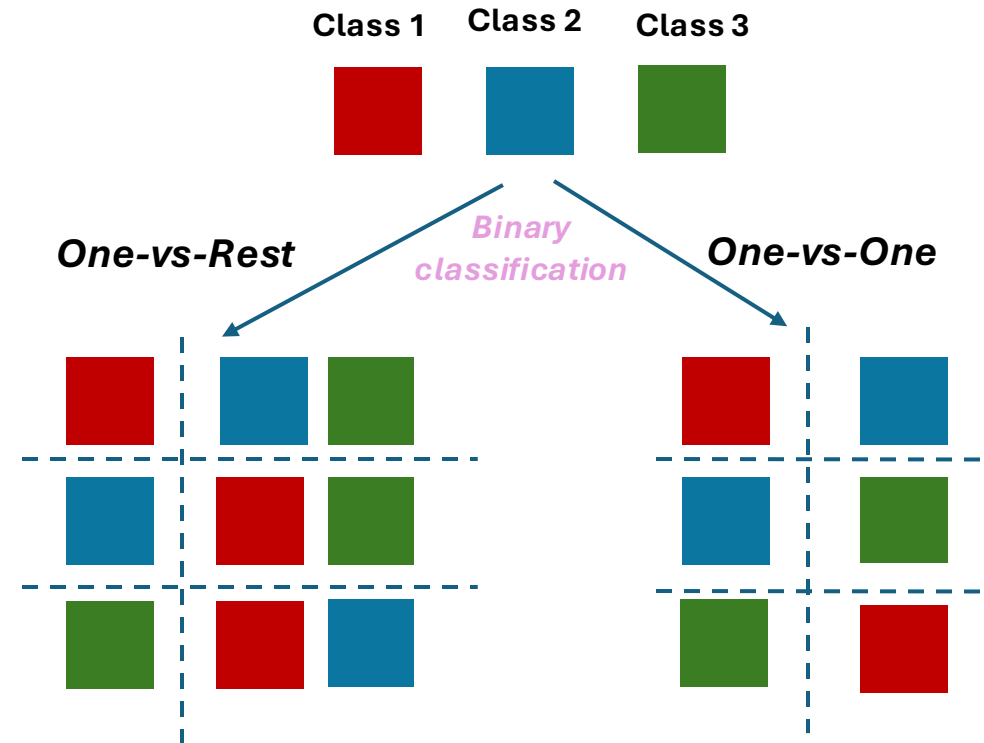 Class 1
Class 2
Class 3
One-vs-Rest
Binary
classification
One-vs-One